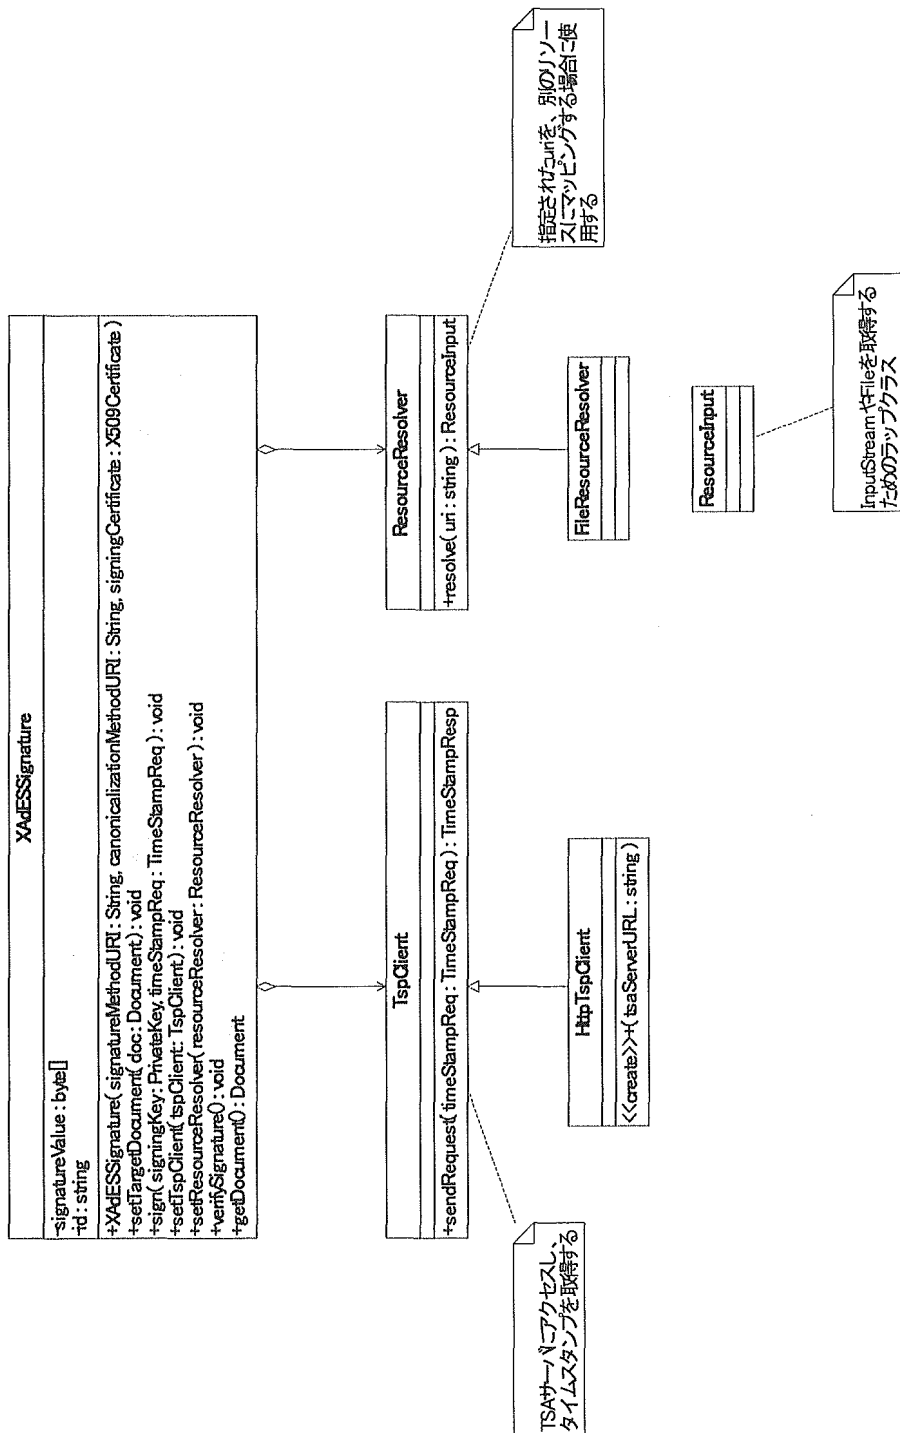 XAdESSignature
-signatureValue : byte[]
-id : string
+XAdESSignature( signatureMethodURI : String, canonicalizationMethodURI : String, signingCertificate : X509Certificate )
+setTargetDocument( doc : Document ) : void
+sign( signingKey : PrivateKey, timeStampReq : TimeStampReq ) : void
+setTspClient( tspClient : TspClient ) : void
+setResourceResolver( resourceResolver : ResourceResolver ) : void
+verifySignature() : void
+getDocument() : Document
TspClient
+sendRequest( timeStampReq : TimeStampReq ) : TimeStampResp
ResourceResolver
+resolve( uri : string ) : ResourceInput
TSAサーバにアクセスし、
タイムスタンプを取得する
HttpTspClient
<<create>>+( tsaServerURL : string )
FileResourceResolver
指定されたuriを、別のリソー
スにマッピングする場合に使
用する
ResourceInput
InputStreamやFileを取得する
ためのラップクラス